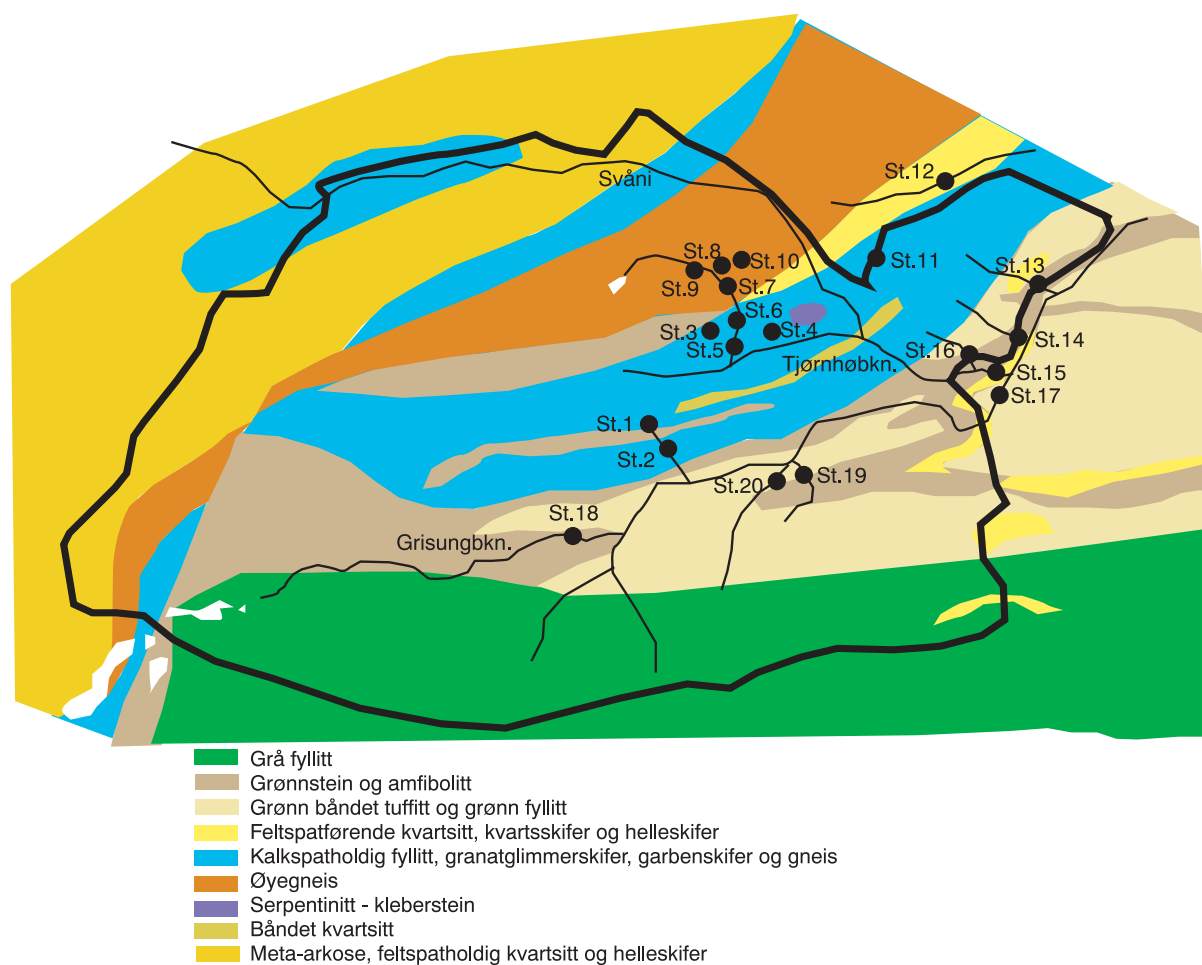 Svåni
St.12
St.8
St.10
St.11
St.9
St.7
St.13
St.6
St.3
St.4
St.5
St.16
St.14
Tjørnhøbkn.
St.15
St.17
St.1
St.2
St.20
St.19
St.18
Grisungbkn.
Grå fyllitt
Grønnstein og amfibolitt
Grønn båndet tuffitt og grønn fyllitt
Feltspatførende kvartsitt, kvartsskifer og helleskifer
Kalkspatholdig fyllitt, granatglimmerskifer, garbenskifer og gneis
Øyegneis
Serpentinitt - kleberstein
Båndet kvartsitt
Meta-arkose, feltspatholdig kvartsitt og helleskifer